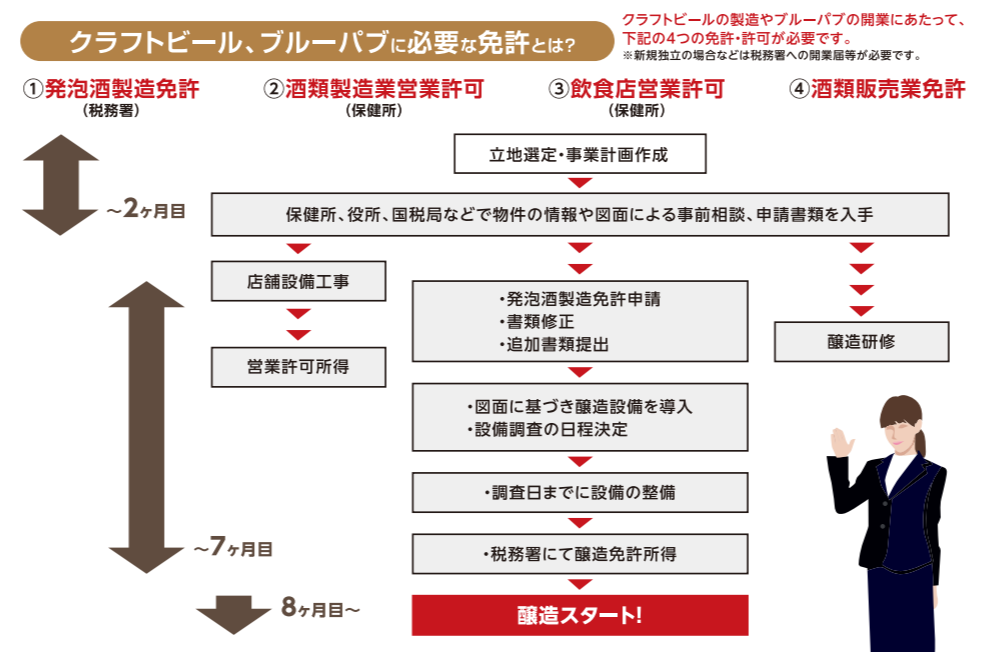 クラフトビール、ブルーパブに必要な免許とは?
クラフトビールの製造やブルーパブの開業にあたって、
下記の4つの免許・許可が必要です。
※新規独立の場合などは税務署への開業届等が必要です。
①発泡酒製造免許
(税務署)
②酒類製造業営業許可
(保健所)
③飲食店営業許可
(保健所)
④酒類販売業免許
立地選定・事業計画作成
〜2ヶ月目
保健所、役所、国税局などで物件の情報や図面による事前相談、申請書類を入手
店舗設備工事
営業許可所得
・発泡酒製造免許申請
・書類修正
・追加書類提出
醸造研修
・図面に基づき醸造設備を導入
・設備調査の日程決定
・調査日までに設備の整備
〜7ヶ月目
・税務署にて醸造免許所得
8ヶ月目〜
醸造スタート!